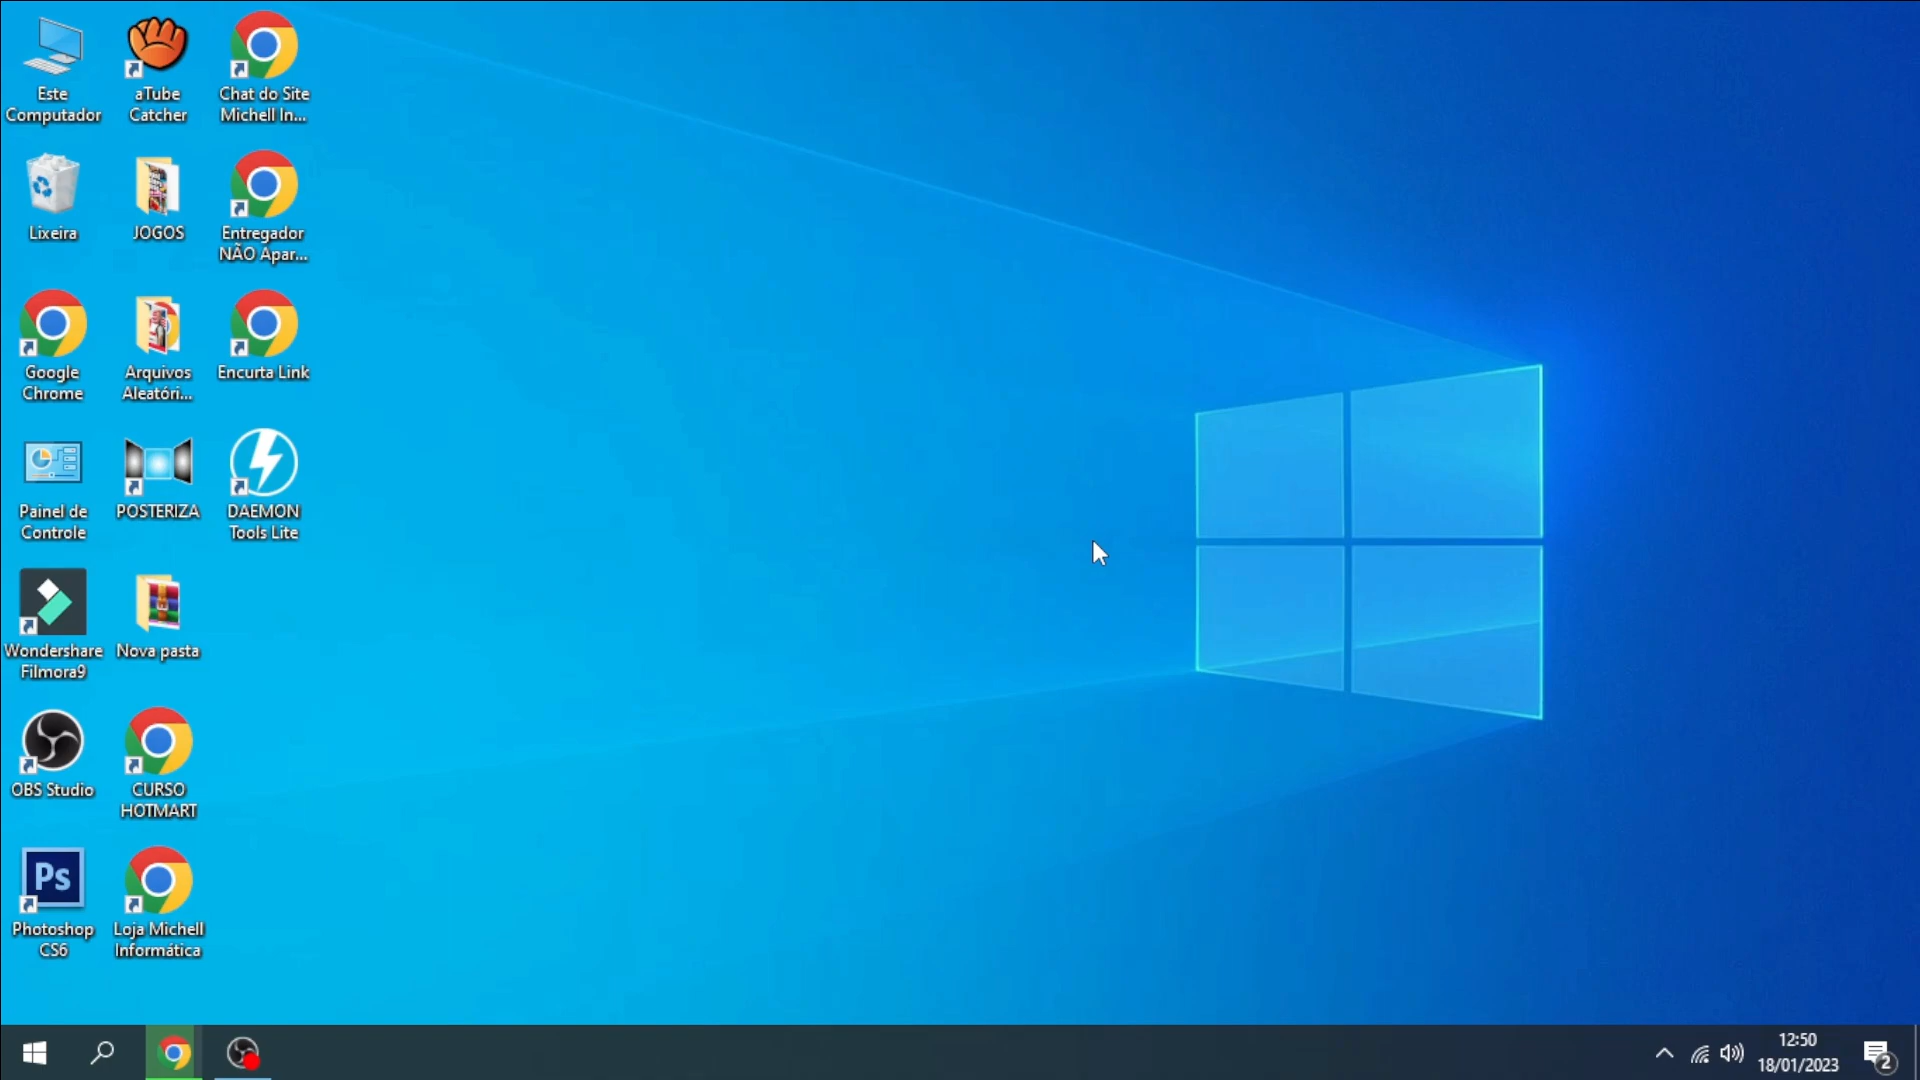 Este
Computador
aTube
Catcher
Chat do Site
Michell In...
Lixeira
JOGOS
Entregador
NÃO Apar...
Google
Chrome
Arquivos
Aleatóri...
Encurta Link
Painel de
Controle
POSTERIZA
DAEMON
Tools Lite
Wondershare
Filmora9
Nova pasta
OBS Studio
CURSO
HOTMART
Ps
Photoshop
CS6
Loja Michell
Informática
12:50
18/01/2023
2